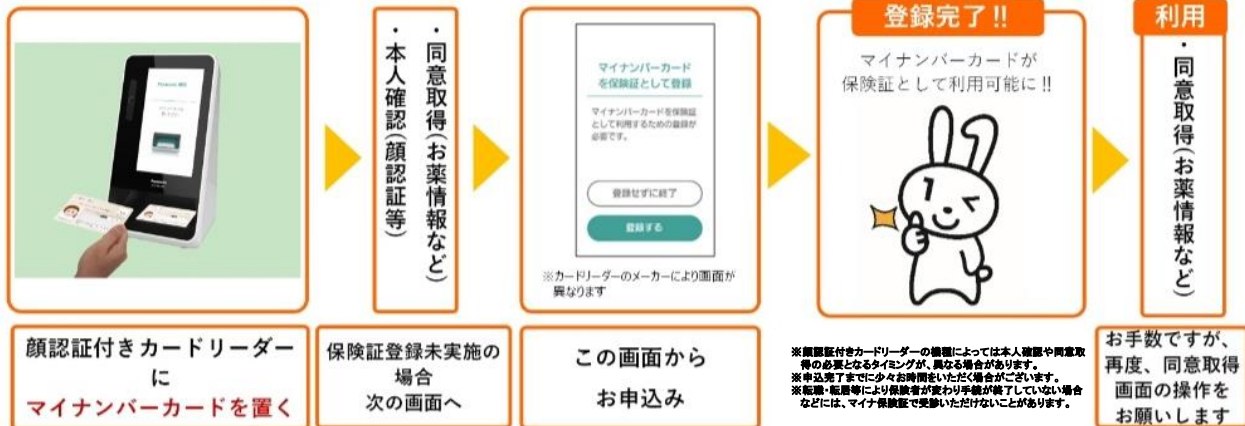 ・本人確認(顔認証等)
・同意取得(お薬情報など)
マイナンバーカード
を保険証として登録
マイナンバーカードを保険証
として利用するための登録が
必要です。
登録せずに終了
登録する
※カードリーダーのメーカーにより画面が
異なります
登録完了!!
マイナンバーカードが
保険証として利用可能に!!
利用
・同意取得(お薬情報など)
顔認証付きカードリーダー
に
マイナンバーカードを置く
保険証登録未実施の
場合
次の画面へ
この画面から
お申込み
※顔認証付きカードリーダーの機種によっては本人確認や同意取
得の必要となるタイミングが、異なる場合があります。
※申込完了までに少々お時間をいただく場合がございます。
※転職・転居等により保険者が変わり手続が終了していない場合
などには、マイナ保険証で受診いただけないことがあります。
お手数ですが、
再度、同意取得
画面の操作を
お願いします